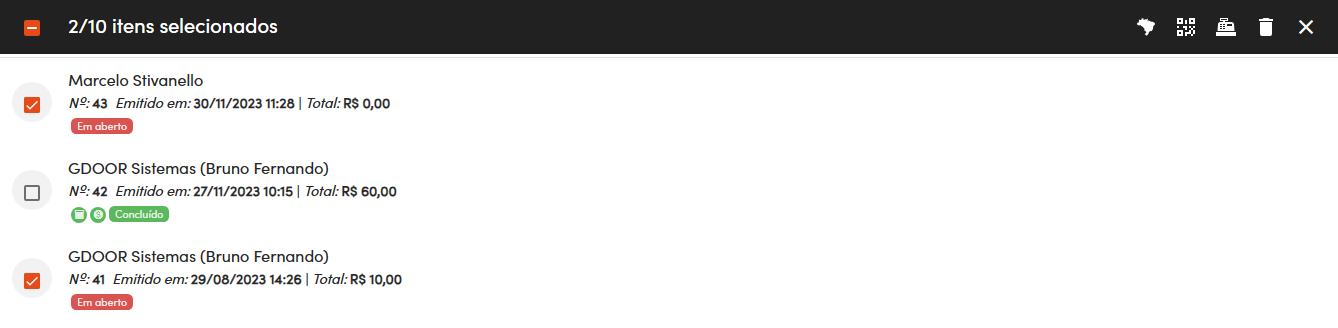 2/10 itens selecionados
Marcelo Stivanello
Nº: 43 Emitido em: 30/11/2023 11:28 | Total: R$ 0,00
Em aberto
GDOOR Sistemas (Bruno Fernando)
Nº: 42 Emitido em: 27/11/2023 10:15 | Total: R$ 60,00
Concluído
GDOOR Sistemas (Bruno Fernando)
Nº: 41 Emitido em: 29/08/2023 14:26 | Total: R$ 10,00
Em aberto